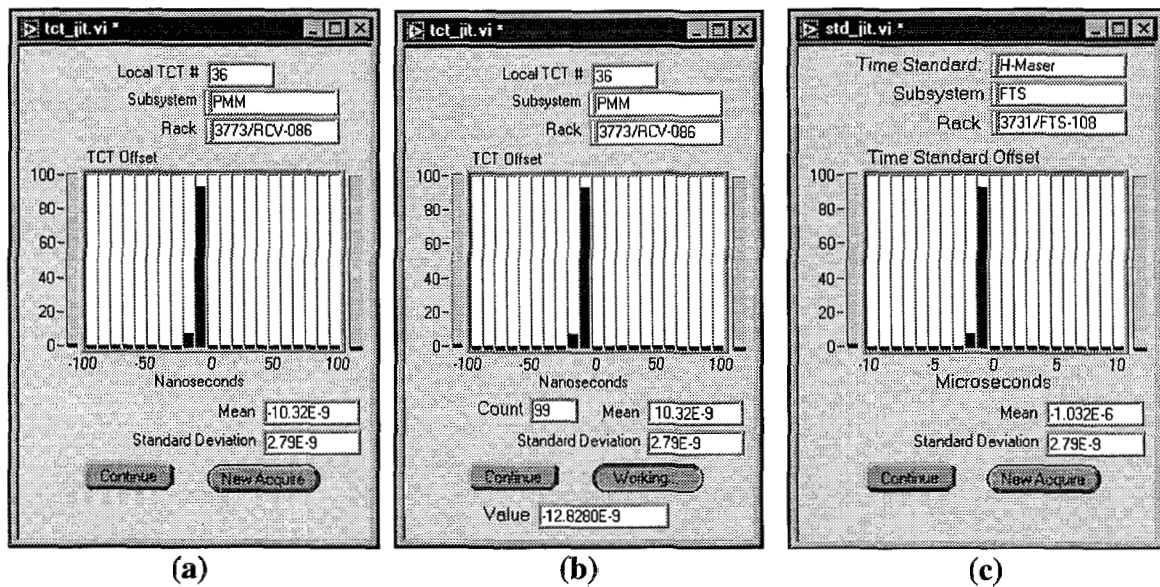 tct_jit.vi *
Local TCT # 36
Subsystem PMM
Rack 3773/RCV-086
TCT Offset
100
80
60
40
20
0
-100 -50 0 50 100
Nanoseconds
Mean -10.32E-9
Standard Deviation 2.79E-9
Continue New Acquire
(a)
tct_jit.vi *
Local TCT # 36
Subsystem PMM
Rack 3773/RCV-086
TCT Offset
100
80
60
40
20
0
-100 -50 0 50 100
Nanoseconds
Count 99 Mean 10.32E-9
Standard Deviation 2.79E-9
Continue Working...
Value -12.8280E-9
(b)
std_jit.vi *
Time Standard: H-Maser
Subsystem FTS
Rack 3731/FTS-108
Time Standard Offset
100
80
60
40
20
0
-10 -5 0 5 10
Microseconds
Mean -1.032E-6
Standard Deviation 2.79E-9
Continue New Acquire
(c)